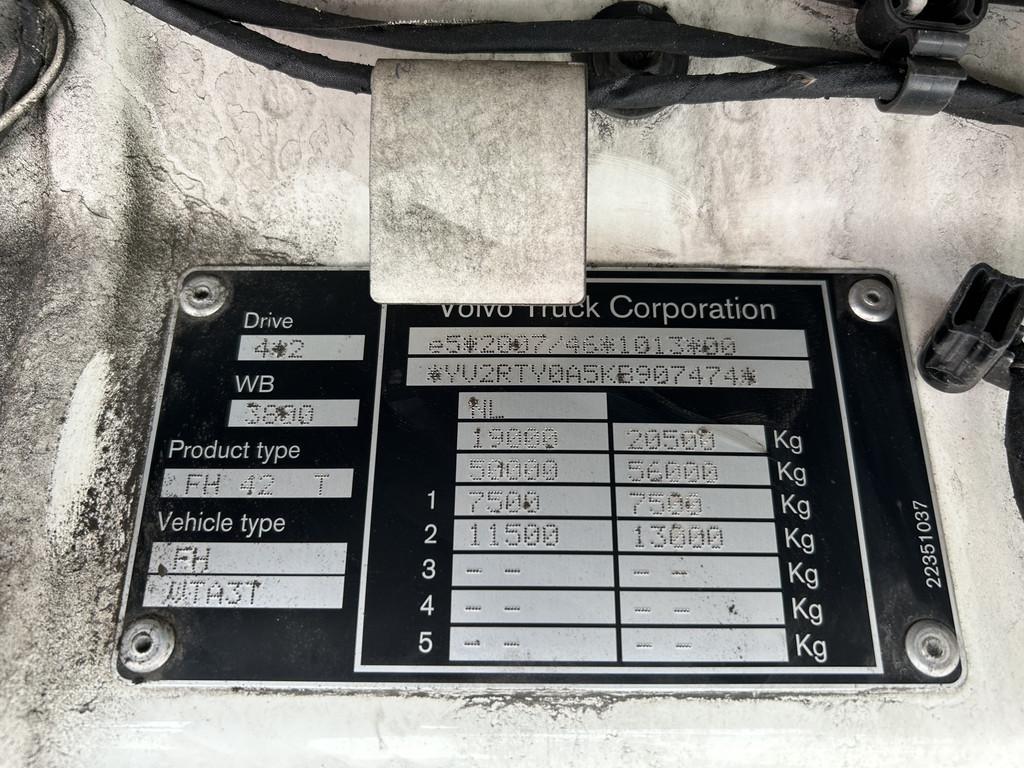 Drive
4*2
WB
3800
Product type
FH 42 T
Vehicle type
FH
VTA3T
Volvo Truck Corporation
e5*2007/46*1013*00
*YV2RTY0A5KB907474*
NL
19000 20500 Kg
50000 56000 Kg
1 7500 7500 Kg
2 11500 13000 Kg
3 -- -- -- -- Kg
4 -- -- -- -- Kg
5 -- -- -- -- Kg
22351037